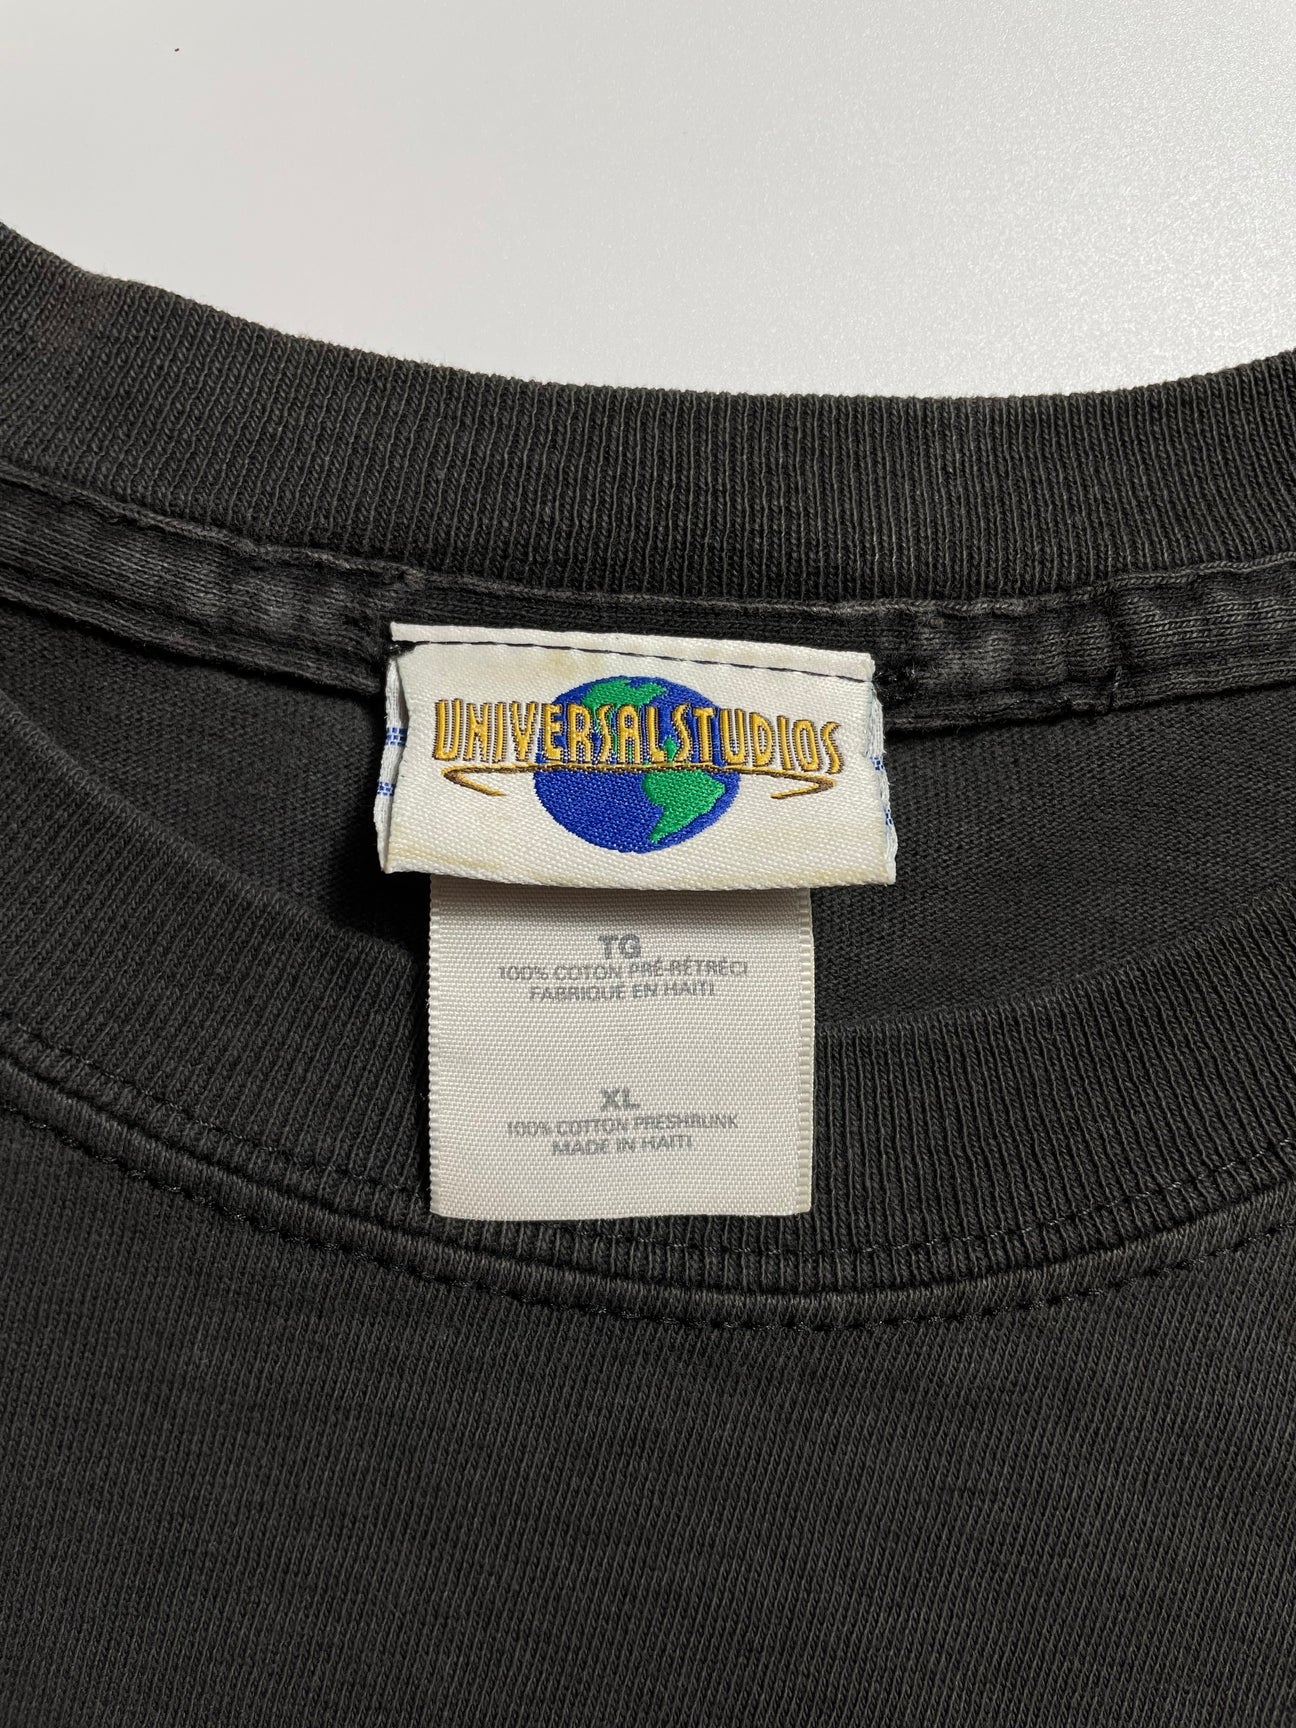 UNIVERSAL STUDIOS
TG
100% COTON PRÉ-RÉTRÉCI
FABRIQUÉ EN HAITI
XL
100% COTTON PRESHRUNK
MADE IN HAITI